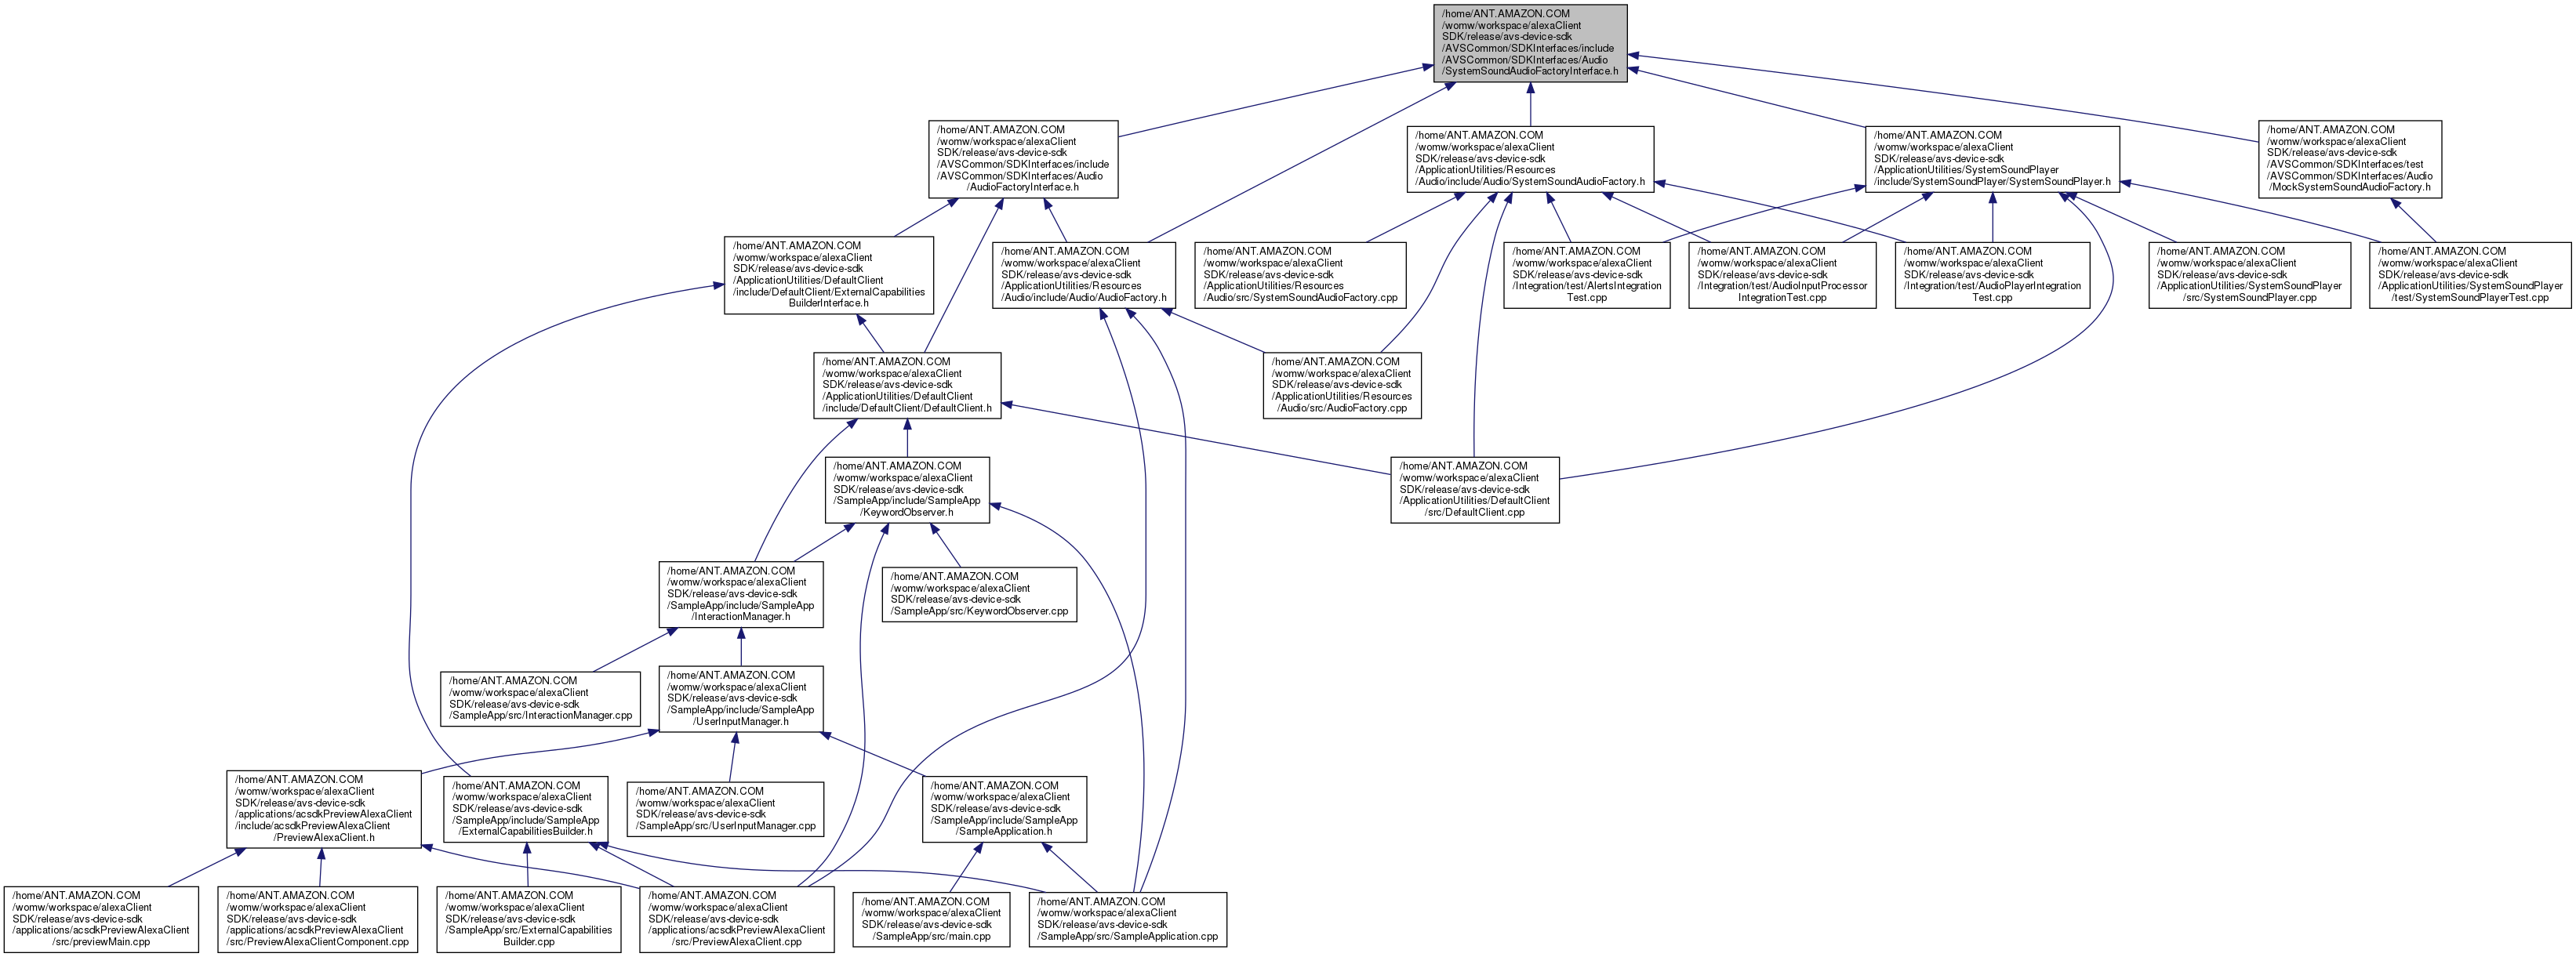 /home/ANT.AMAZON.COM
/womw/workspace/alexaClient
SDK/release/avs-device-sdk
/AVSCommon/SDKInterfaces/include
/AVSCommon/SDKInterfaces/Audio
/SystemSoundAudioFactoryInterface.h
/home/ANT.AMAZON.COM
/womw/workspace/alexaClient
SDK/release/avs-device-sdk
/AVSCommon/SDKInterfaces/include
/AVSCommon/SDKInterfaces/Audio
/AudioFactoryInterface.h
/home/ANT.AMAZON.COM
/womw/workspace/alexaClient
SDK/release/avs-device-sdk
/ApplicationUtilities/Resources
/Audio/include/Audio/SystemSoundAudioFactory.h
/home/ANT.AMAZON.COM
/womw/workspace/alexaClient
SDK/release/avs-device-sdk
/ApplicationUtilities/SystemSoundPlayer
/include/SystemSoundPlayer/SystemSoundPlayer.h
/home/ANT.AMAZON.COM
/womw/workspace/alexaClient
SDK/release/avs-device-sdk
/AVSCommon/SDKInterfaces/test
/AVSCommon/SDKInterfaces/Audio
/MockSystemSoundAudioFactory.h
/home/ANT.AMAZON.COM
/womw/workspace/alexaClient
SDK/release/avs-device-sdk
/ApplicationUtilities/DefaultClient
/include/DefaultClient/ExternalCapabilities
BuilderInterface.h
/home/ANT.AMAZON.COM
/womw/workspace/alexaClient
SDK/release/avs-device-sdk
/ApplicationUtilities/Resources
/Audio/include/Audio/AudioFactory.h
/home/ANT.AMAZON.COM
/womw/workspace/alexaClient
SDK/release/avs-device-sdk
/ApplicationUtilities/Resources
/Audio/src/SystemSoundAudioFactory.cpp
/home/ANT.AMAZON.COM
/womw/workspace/alexaClient
SDK/release/avs-device-sdk
/Integration/test/AlertsIntegration
Test.cpp
/home/ANT.AMAZON.COM
/womw/workspace/alexaClient
SDK/release/avs-device-sdk
/Integration/test/AudioInputProcessor
IntegrationTest.cpp
/home/ANT.AMAZON.COM
/womw/workspace/alexaClient
SDK/release/avs-device-sdk
/Integration/test/AudioPlayerIntegration
Test.cpp
/home/ANT.AMAZON.COM
/womw/workspace/alexaClient
SDK/release/avs-device-sdk
/ApplicationUtilities/SystemSoundPlayer
/src/SystemSoundPlayer.cpp
/home/ANT.AMAZON.COM
/womw/workspace/alexaClient
SDK/release/avs-device-sdk
/ApplicationUtilities/SystemSoundPlayer
/test/SystemSoundPlayerTest.cpp
/home/ANT.AMAZON.COM
/womw/workspace/alexaClient
SDK/release/avs-device-sdk
/ApplicationUtilities/DefaultClient
/include/DefaultClient/DefaultClient.h
/home/ANT.AMAZON.COM
/womw/workspace/alexaClient
SDK/release/avs-device-sdk
/ApplicationUtilities/Resources
/Audio/src/AudioFactory.cpp
/home/ANT.AMAZON.COM
/womw/workspace/alexaClient
SDK/release/avs-device-sdk
/SampleApp/include/SampleApp
/KeywordObserver.h
/home/ANT.AMAZON.COM
/womw/workspace/alexaClient
SDK/release/avs-device-sdk
/ApplicationUtilities/DefaultClient
/src/DefaultClient.cpp
/home/ANT.AMAZON.COM
/womw/workspace/alexaClient
SDK/release/avs-device-sdk
/SampleApp/include/SampleApp
/InteractionManager.h
/home/ANT.AMAZON.COM
/womw/workspace/alexaClient
SDK/release/avs-device-sdk
/SampleApp/src/KeywordObserver.cpp
/home/ANT.AMAZON.COM
/womw/workspace/alexaClient
SDK/release/avs-device-sdk
/SampleApp/src/InteractionManager.cpp
/home/ANT.AMAZON.COM
/womw/workspace/alexaClient
SDK/release/avs-device-sdk
/SampleApp/include/SampleApp
/UserInputManager.h
/home/ANT.AMAZON.COM
/womw/workspace/alexaClient
SDK/release/avs-device-sdk
/applications/acsdkPreviewAlexaClient
/include/acsdkPreviewAlexaClient
/PreviewAlexaClient.h
/home/ANT.AMAZON.COM
/womw/workspace/alexaClient
SDK/release/avs-device-sdk
/SampleApp/include/SampleApp
/ExternalCapabilitiesBuilder.h
/home/ANT.AMAZON.COM
/womw/workspace/alexaClient
SDK/release/avs-device-sdk
/SampleApp/src/UserInputManager.cpp
/home/ANT.AMAZON.COM
/womw/workspace/alexaClient
SDK/release/avs-device-sdk
/SampleApp/include/SampleApp
/SampleApplication.h
/home/ANT.AMAZON.COM
/womw/workspace/alexaClient
SDK/release/avs-device-sdk
/applications/acsdkPreviewAlexaClient
/src/previewMain.cpp
/home/ANT.AMAZON.COM
/womw/workspace/alexaClient
SDK/release/avs-device-sdk
/applications/acsdkPreviewAlexaClient
/src/PreviewAlexaClientComponent.cpp
/home/ANT.AMAZON.COM
/womw/workspace/alexaClient
SDK/release/avs-device-sdk
/SampleApp/src/ExternalCapabilities
Builder.cpp
/home/ANT.AMAZON.COM
/womw/workspace/alexaClient
SDK/release/avs-device-sdk
/applications/acsdkPreviewAlexaClient
/src/PreviewAlexaClient.cpp
/home/ANT.AMAZON.COM
/womw/workspace/alexaClient
SDK/release/avs-device-sdk
/SampleApp/src/main.cpp
/home/ANT.AMAZON.COM
/womw/workspace/alexaClient
SDK/release/avs-device-sdk
/SampleApp/src/SampleApplication.cpp